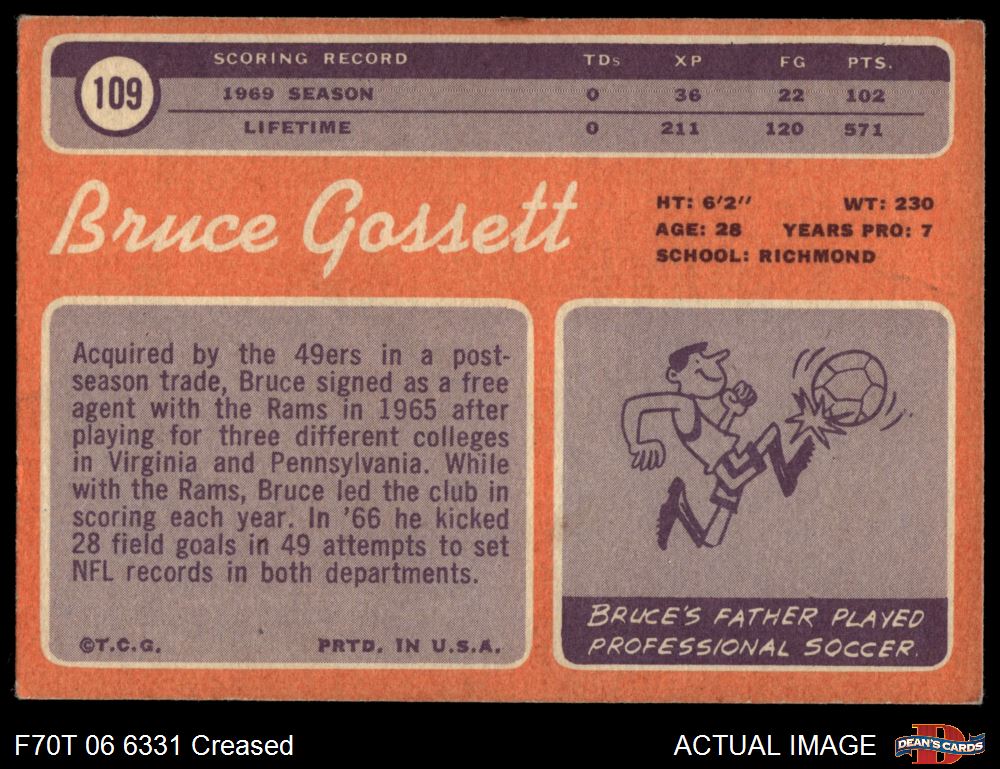 109
SCORING RECORD TDs XP FG PTS.
1969 SEASON 0 36 22 102
LIFETIME 0 211 120 571
Bruce Gossett
HT: 6'2" WT: 230
AGE: 28 YEARS PRO: 7
SCHOOL: RICHMOND
Acquired by the 49ers in a post-
season trade, Bruce signed as a free
agent with the Rams in 1965 after
playing for three different colleges
in Virginia and Pennsylvania. While
with the Rams, Bruce led the club in
scoring each year. In '66 he kicked
28 field goals in 49 attempts to set
NFL records in both departments.
©T.C.G. PRTD. IN U.S.A.
BRUCE'S FATHER PLAYED
PROFESSIONAL SOCCER.
F70T 06 6331 Creased
ACTUAL IMAGE
D
DEAN'S CARDS